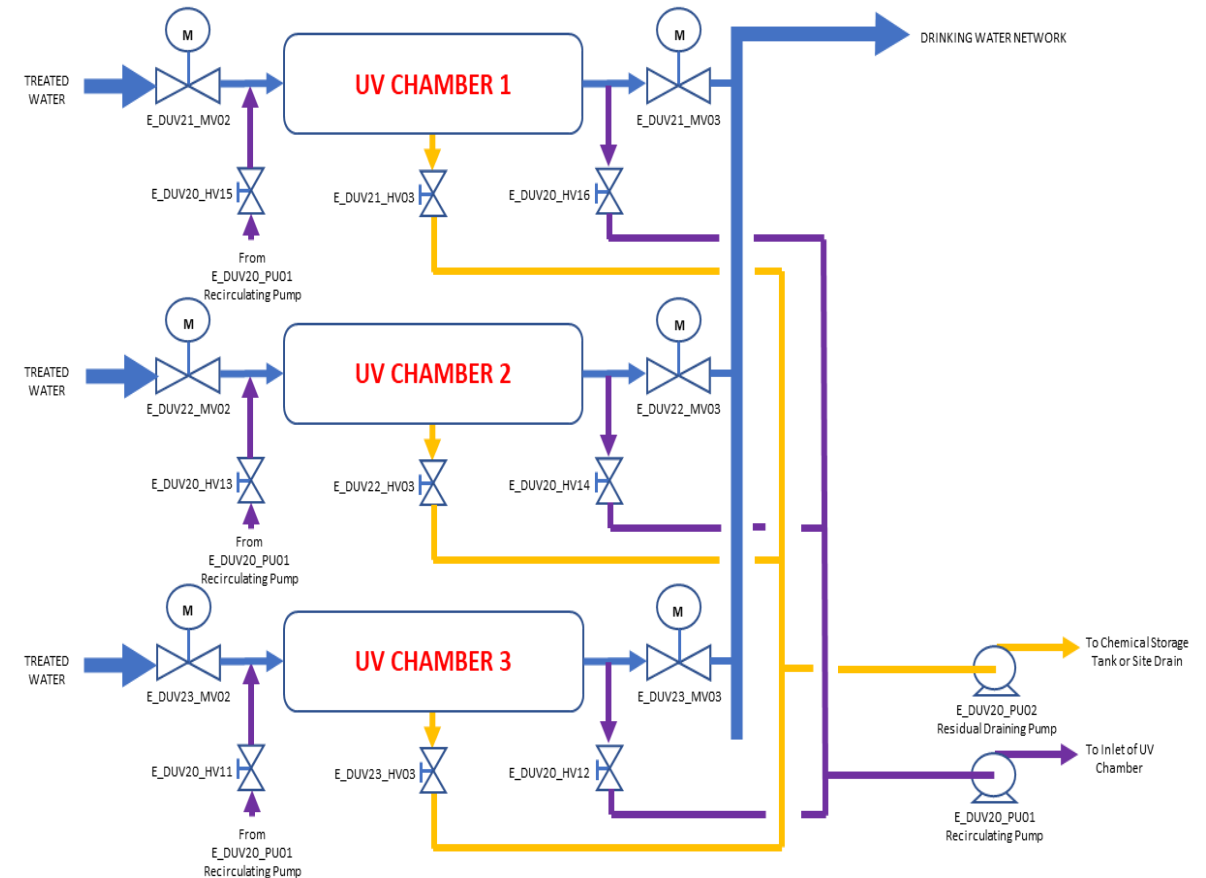 M
M
DRINKING WATER NETWORK
TREATED
WATER
UV CHAMBER 1
E_DUV21_MV02
E_DUV21_MV03
E_DUV20_HV15
E_DUV21_HV03
E_DUV20_HV16
From
E_DUV20_PU01
Recirculating Pump
M
M
TREATED
WATER
UV CHAMBER 2
E_DUV22_MV02
E_DUV22_MV03
E_DUV20_HV13
E_DUV22_HV03
E_DUV20_HV14
From
E_DUV20_PU01
Recirculating Pump
M
M
TREATED
WATER
UV CHAMBER 3
E_DUV23_MV02
E_DUV23_MV03
To Chemical Storage
Tank or Site Drain
E_DUV20_PU02
Residual Draining Pump
E_DUV20_HV11
E_DUV23_HV03
E_DUV20_HV12
To Inlet of UV
Chamber
E_DUV20_PU01
Recirculating Pump
From
E_DUV20_PU01
Recirculating Pump